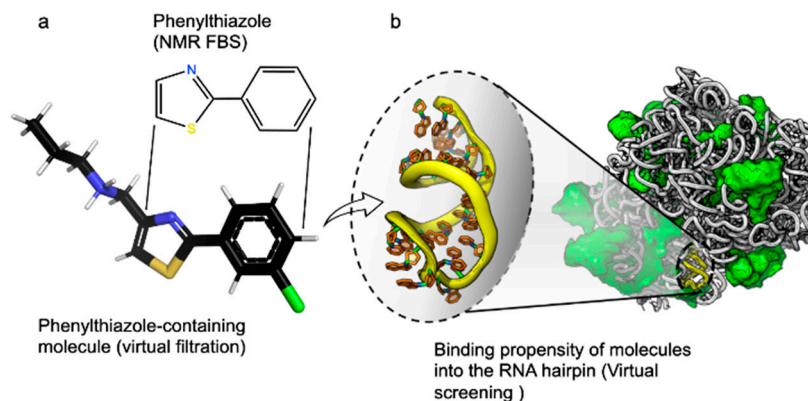 a
Phenylthiazole
(NMR FBS)
N
S
Phenylthiazole-containing
molecule (virtual filtration)
b
Binding propensity of molecules
into the RNA hairpin (Virtual
screening )